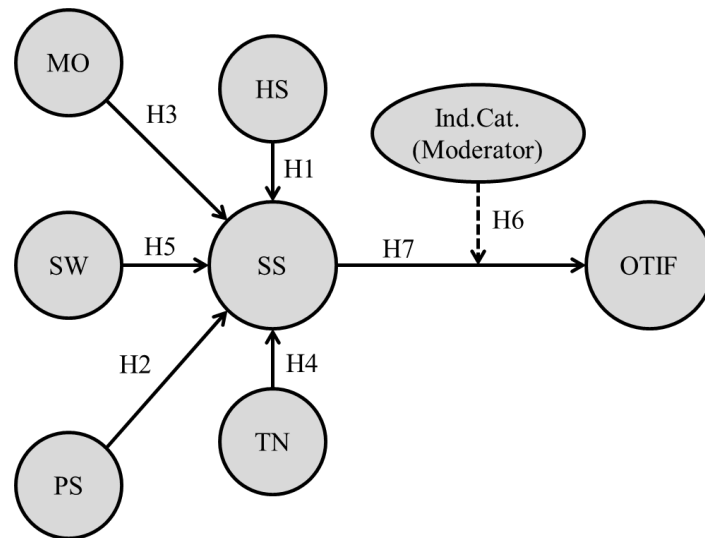 MO
HS
H3
Ind.Cat.
(Moderator)
H1
H6
SW
H5
SS
H7
OTIF
H2
H4
TN
PS